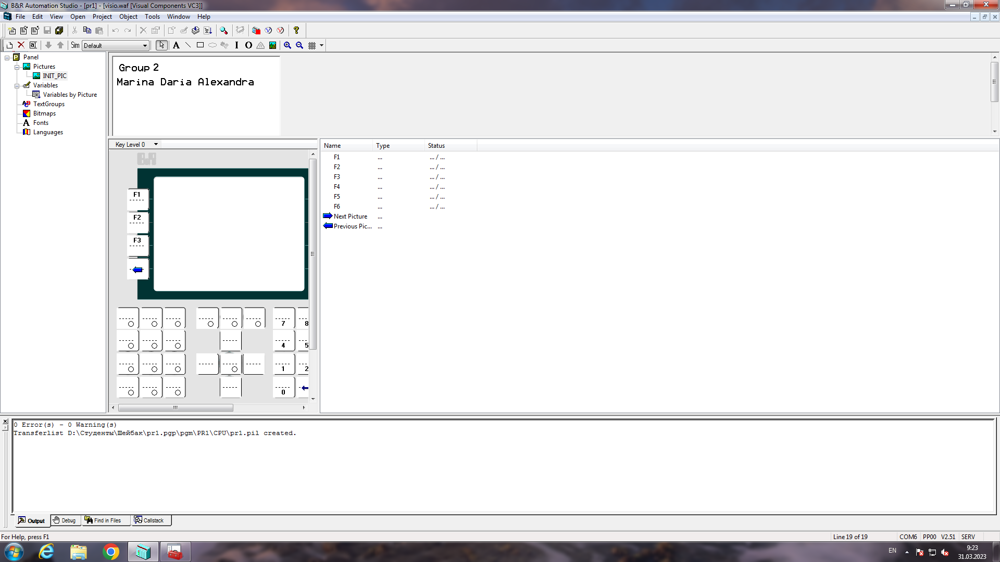 B&R Automation Studio - [pr1] - [visio.waf [Visual Components VC3]]
File Edit View Open Project Object Tools Window Help
Sim Default
Panel
Pictures
INIT_PIC
Variables
Variables by Picture
TextGroups
Bitmaps
Fonts
Languages
Group 2
Marina Daria Alexandra
Key Level 0
B&R
F1
F2
F3
7 8
4 5
1 2
0
Name Type Status
F1 ... ... / ...
F2 ... ... / ...
F3 ... ... / ...
F4 ... ... / ...
F5 ... ... / ...
F6 ... ... / ...
Next Picture ...
Previous Pic... ...
0 Error(s) - 0 Warning(s)
Transferlist D:\Студенты\Шейбак\pr1.pgp\pgm\PR1\CPU\pr1.pil created.
Output Debug Find in Files Callstack
For Help, press F1
Line 19 of 19 COM6 PP00 V2.51 SERV
EN
9:23
31.03.2023